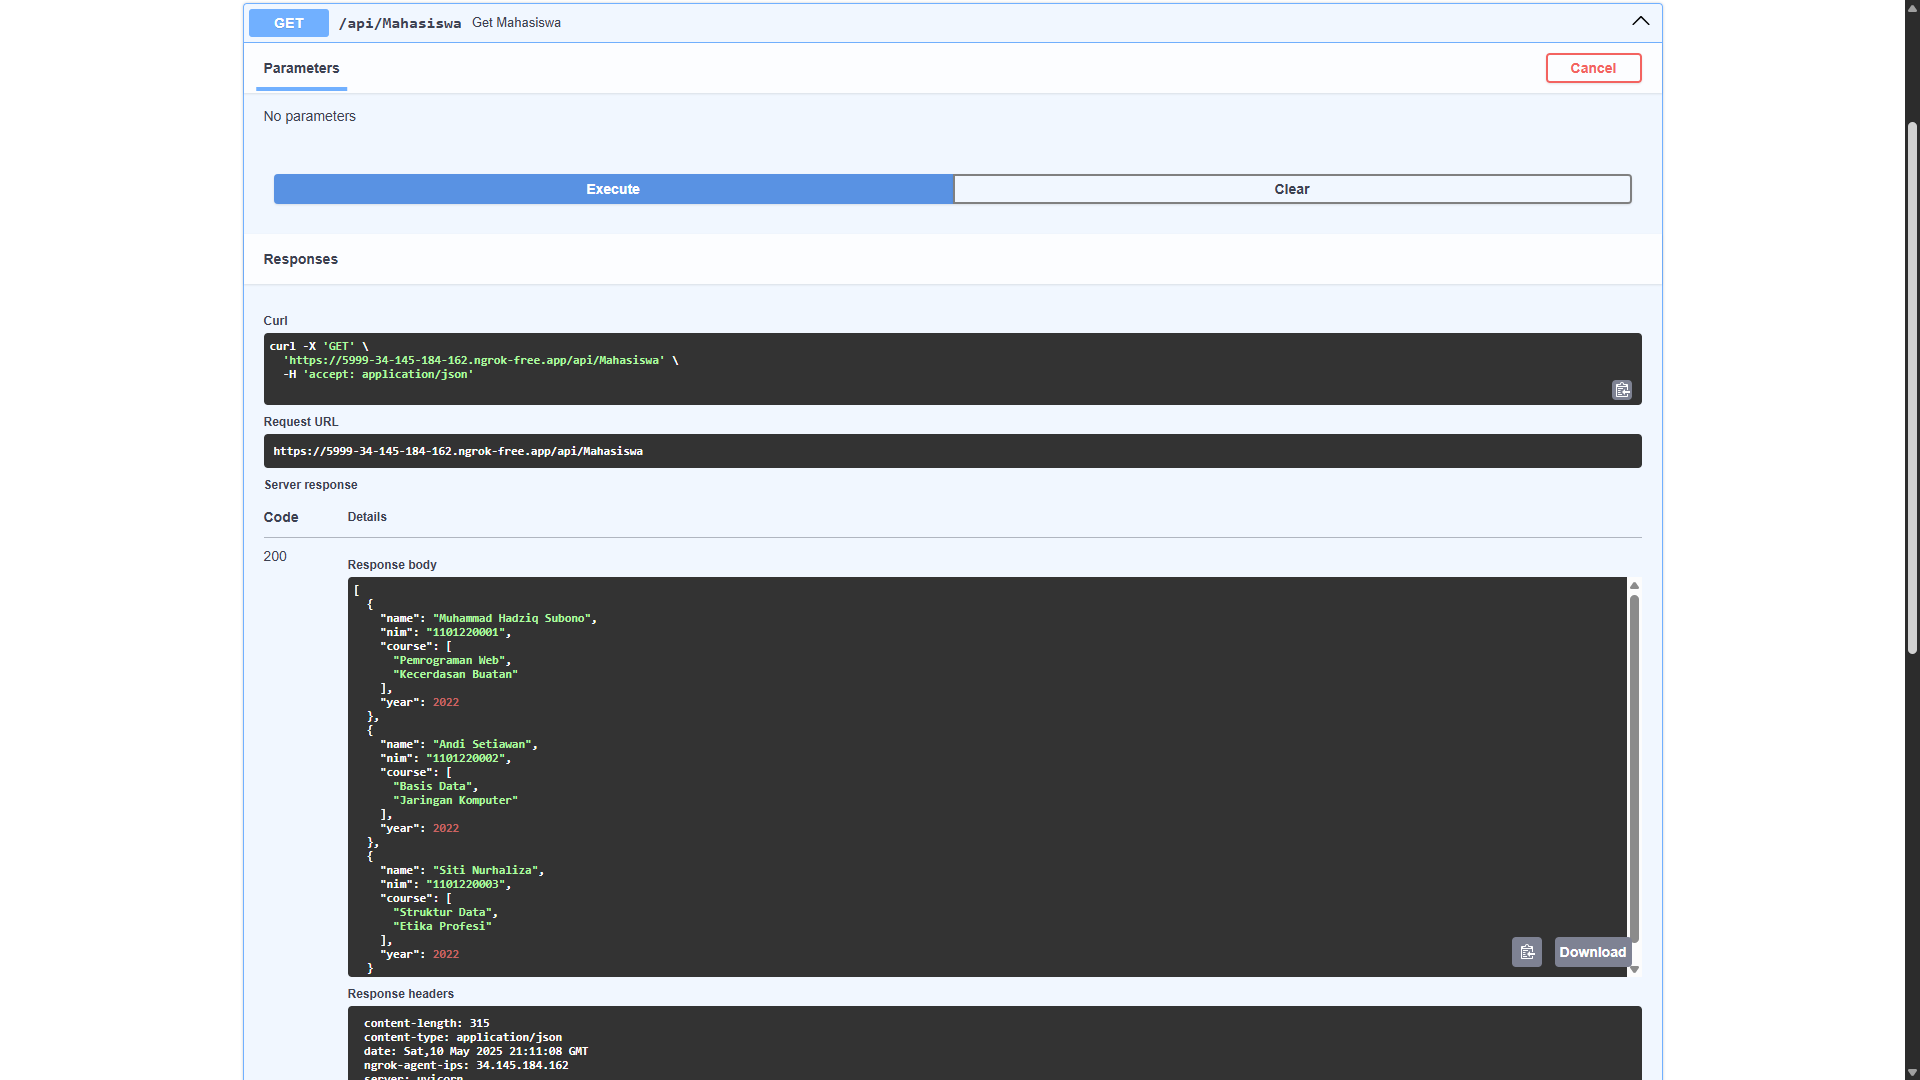 GET /api/Mahasiswa Get Mahasiswa
Parameters
Cancel
No parameters
Execute
Clear
Responses
Curl
curl -X 'GET' \
  'https://5999-34-145-184-162.ngrok-free.app/api/Mahasiswa' \
  -H 'accept: application/json'
Request URL
https://5999-34-145-184-162.ngrok-free.app/api/Mahasiswa
Server response
Code Details
200
Response body
[
  {
    "name": "Muhammad Hadziq Subono",
    "nim": "1101220001",
    "course": [
      "Pemrograman Web",
      "Kecerdasan Buatan"
    ],
    "year": 2022
  },
  {
    "name": "Andi Setiawan",
    "nim": "1101220002",
    "course": [
      "Basis Data",
      "Jaringan Komputer"
    ],
    "year": 2022
  },
  {
    "name": "Siti Nurhaliza",
    "nim": "1101220003",
    "course": [
      "Struktur Data",
      "Etika Profesi"
    ],
    "year": 2022
  }
Download
Response headers
content-length: 315
content-type: application/json
date: Sat,10 May 2025 21:11:08 GMT
ngrok-agent-ips: 34.145.184.162
server: uvicorn